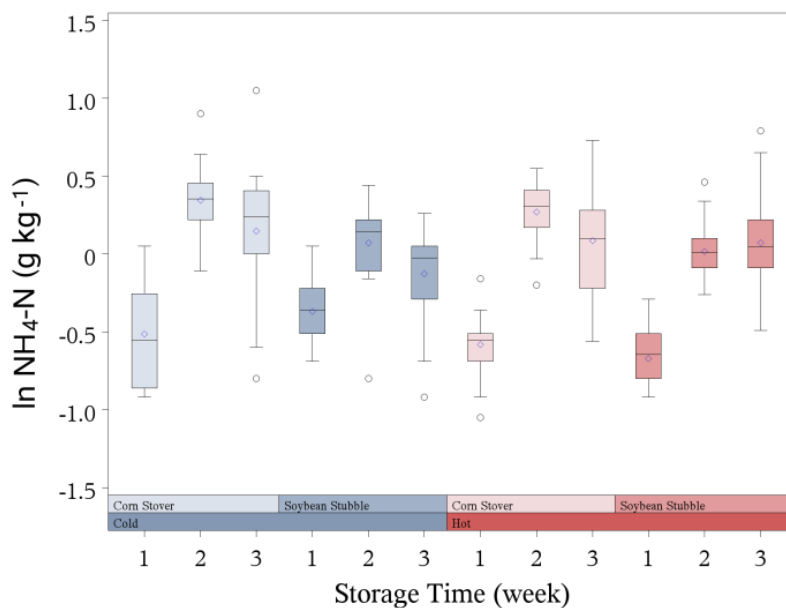 1.5
1.0
0.5
0
-0.5
-1.0
-1.5
ln NH₄-N (g kg⁻¹)
Corn Stover Soybean Stubble Corn Stover Soybean Stubble
Cold Hot
1 2 3 1 2 3 1 2 3 1 2 3
Storage Time (week)